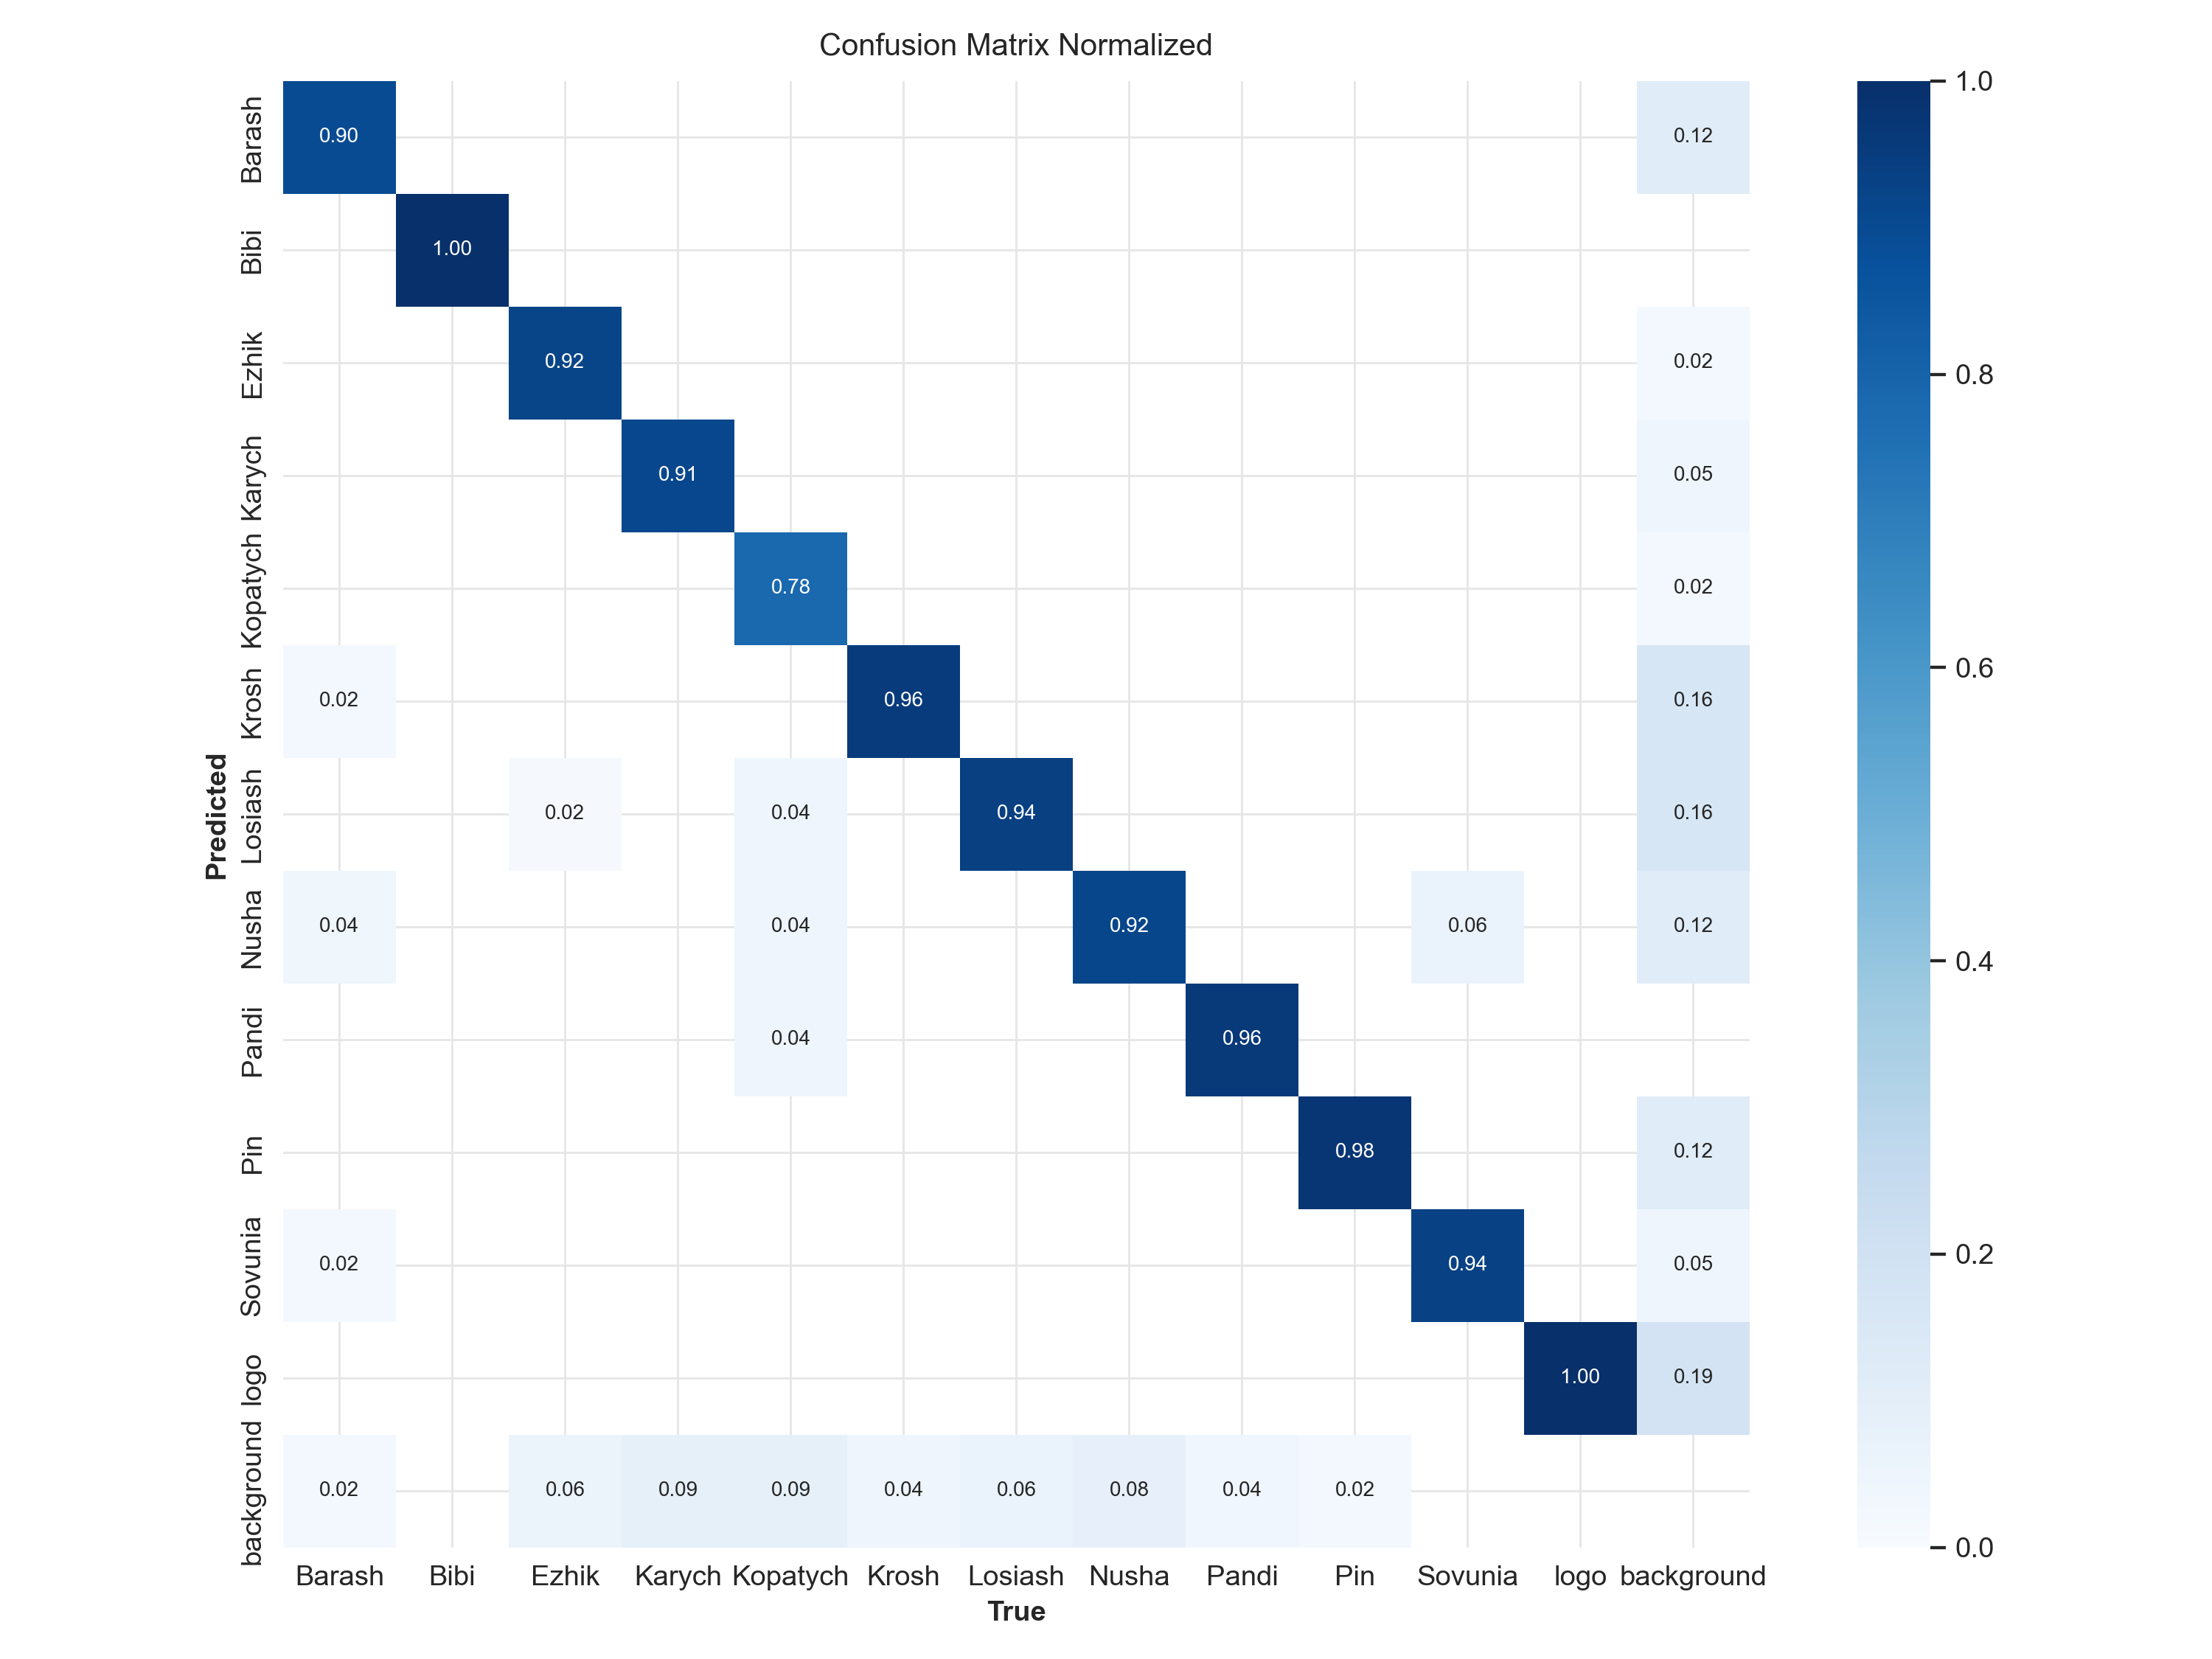 Confusion Matrix Normalized
Barash 0.90 0.12
Bibi 1.00
Ezhik 0.92 0.02
Karych 0.91 0.05
Kopatych 0.78 0.02
Krosh 0.02 0.96 0.16
Losiash 0.02 0.04 0.94 0.16
Nusha 0.04 0.04 0.92 0.06 0.12
Pandi 0.04 0.96
Pin 0.98 0.12
Sovunia 0.02 0.94 0.05
logo 1.00 0.19
background 0.02 0.06 0.09 0.09 0.04 0.06 0.08 0.04 0.02
Predicted
Barash Bibi Ezhik Karych Kopatych Krosh Losiash Nusha Pandi Pin Sovunia logo background
True
1.0
0.8
0.6
0.4
0.2
0.0